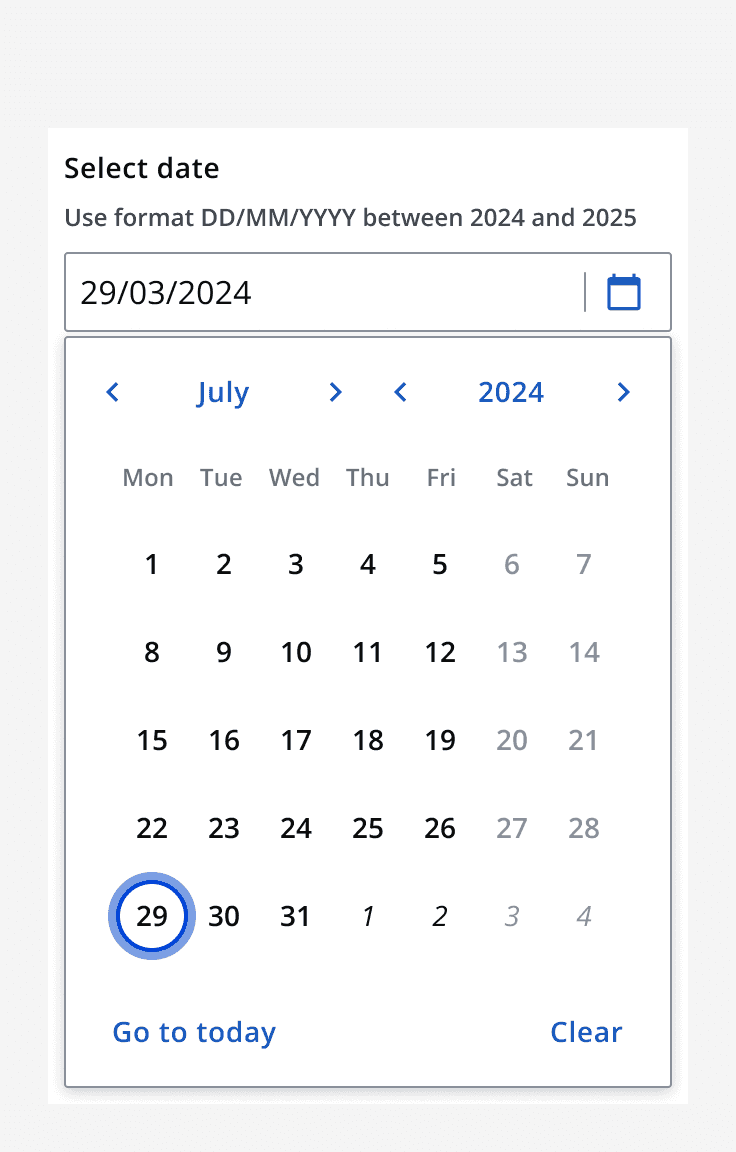 Select date
Use format DD/MM/YYYY between 2024 and 2025
29/03/2024
July 2024
Mon Tue Wed Thu Fri Sat Sun
1 2 3 4 5 6 7
8 9 10 11 12 13 14
15 16 17 18 19 20 21
22 23 24 25 26 27 28
29 30 31 1 2 3 4
Go to today Clear